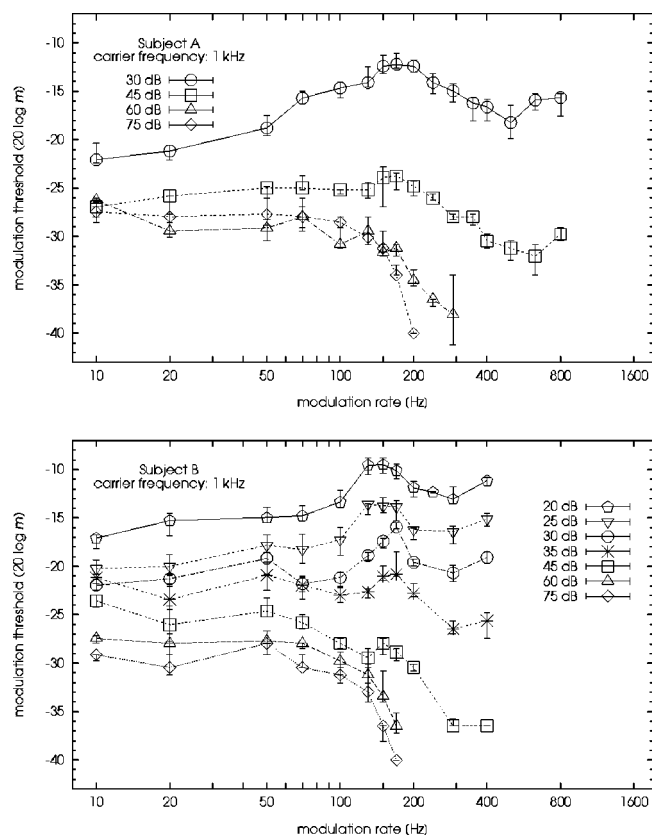 Subject A
carrier frequency: 1 kHz
30 dB
45 dB
60 dB
75 dB
-10
-15
-20
-25
-30
-35
-40
modulation threshold (20 log m)
10 20 50 100 200 400 800 1600
modulation rate (Hz)
Subject B
carrier frequency: 1 kHz
20 dB
25 dB
30 dB
35 dB
45 dB
60 dB
75 dB
-10
-15
-20
-25
-30
-35
-40
modulation threshold (20 log m)
10 20 50 100 200 400 800 1600
modulation rate (Hz)